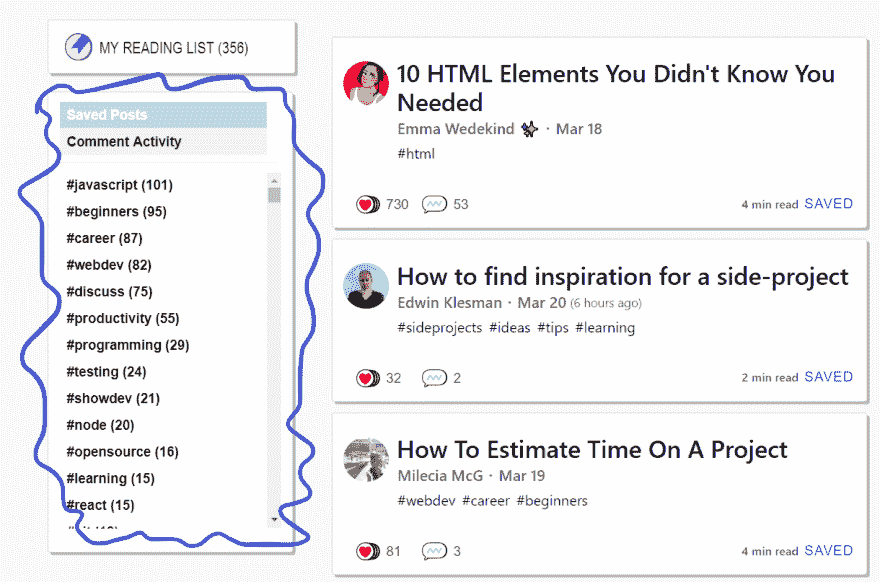 MY READING LIST (356)
Saved Posts
Comment Activity
#javascript (101)
#beginners (95)
#career (87)
#webdev (82)
#discuss (75)
#productivity (55)
#programming (29)
#testing (24)
#showdev (21)
#node (20)
#opensource (16)
#learning (15)
#react (15)
10 HTML Elements You Didn't Know You
Needed
Emma Wedekind · Mar 18
#html
730 53 4 min read SAVED
How to find inspiration for a side-project
Edwin Klesman · Mar 20 (6 hours ago)
#sideprojects #ideas #tips #learning
32 2 2 min read SAVED
How To Estimate Time On A Project
Milecia McG · Mar 19
#webdev #career #beginners
81 3 4 min read SAVED